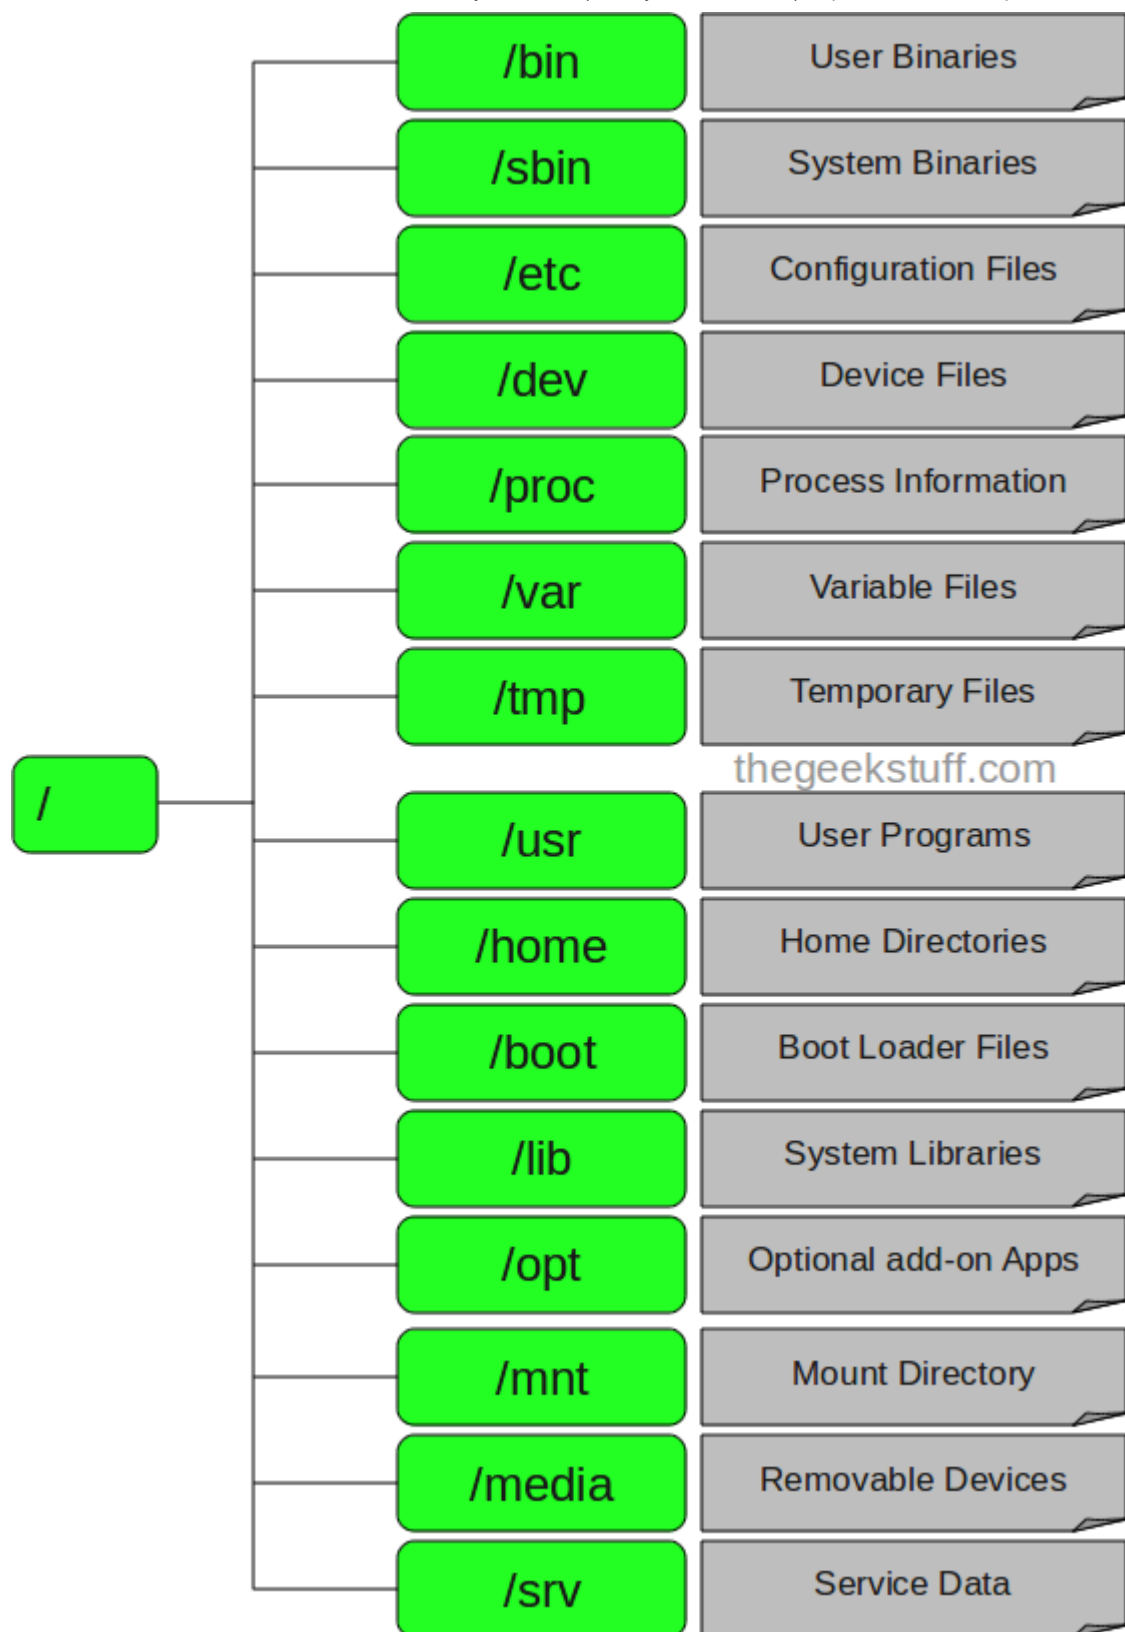 /bin User Binaries
/sbin System Binaries
/etc Configuration Files
/dev Device Files
/proc Process Information
/var Variable Files
/tmp Temporary Files
thegeekstuff.com
/
/usr User Programs
/home Home Directories
/boot Boot Loader Files
/lib System Libraries
/opt Optional add-on Apps
/mnt Mount Directory
/media Removable Devices
/srv Service Data